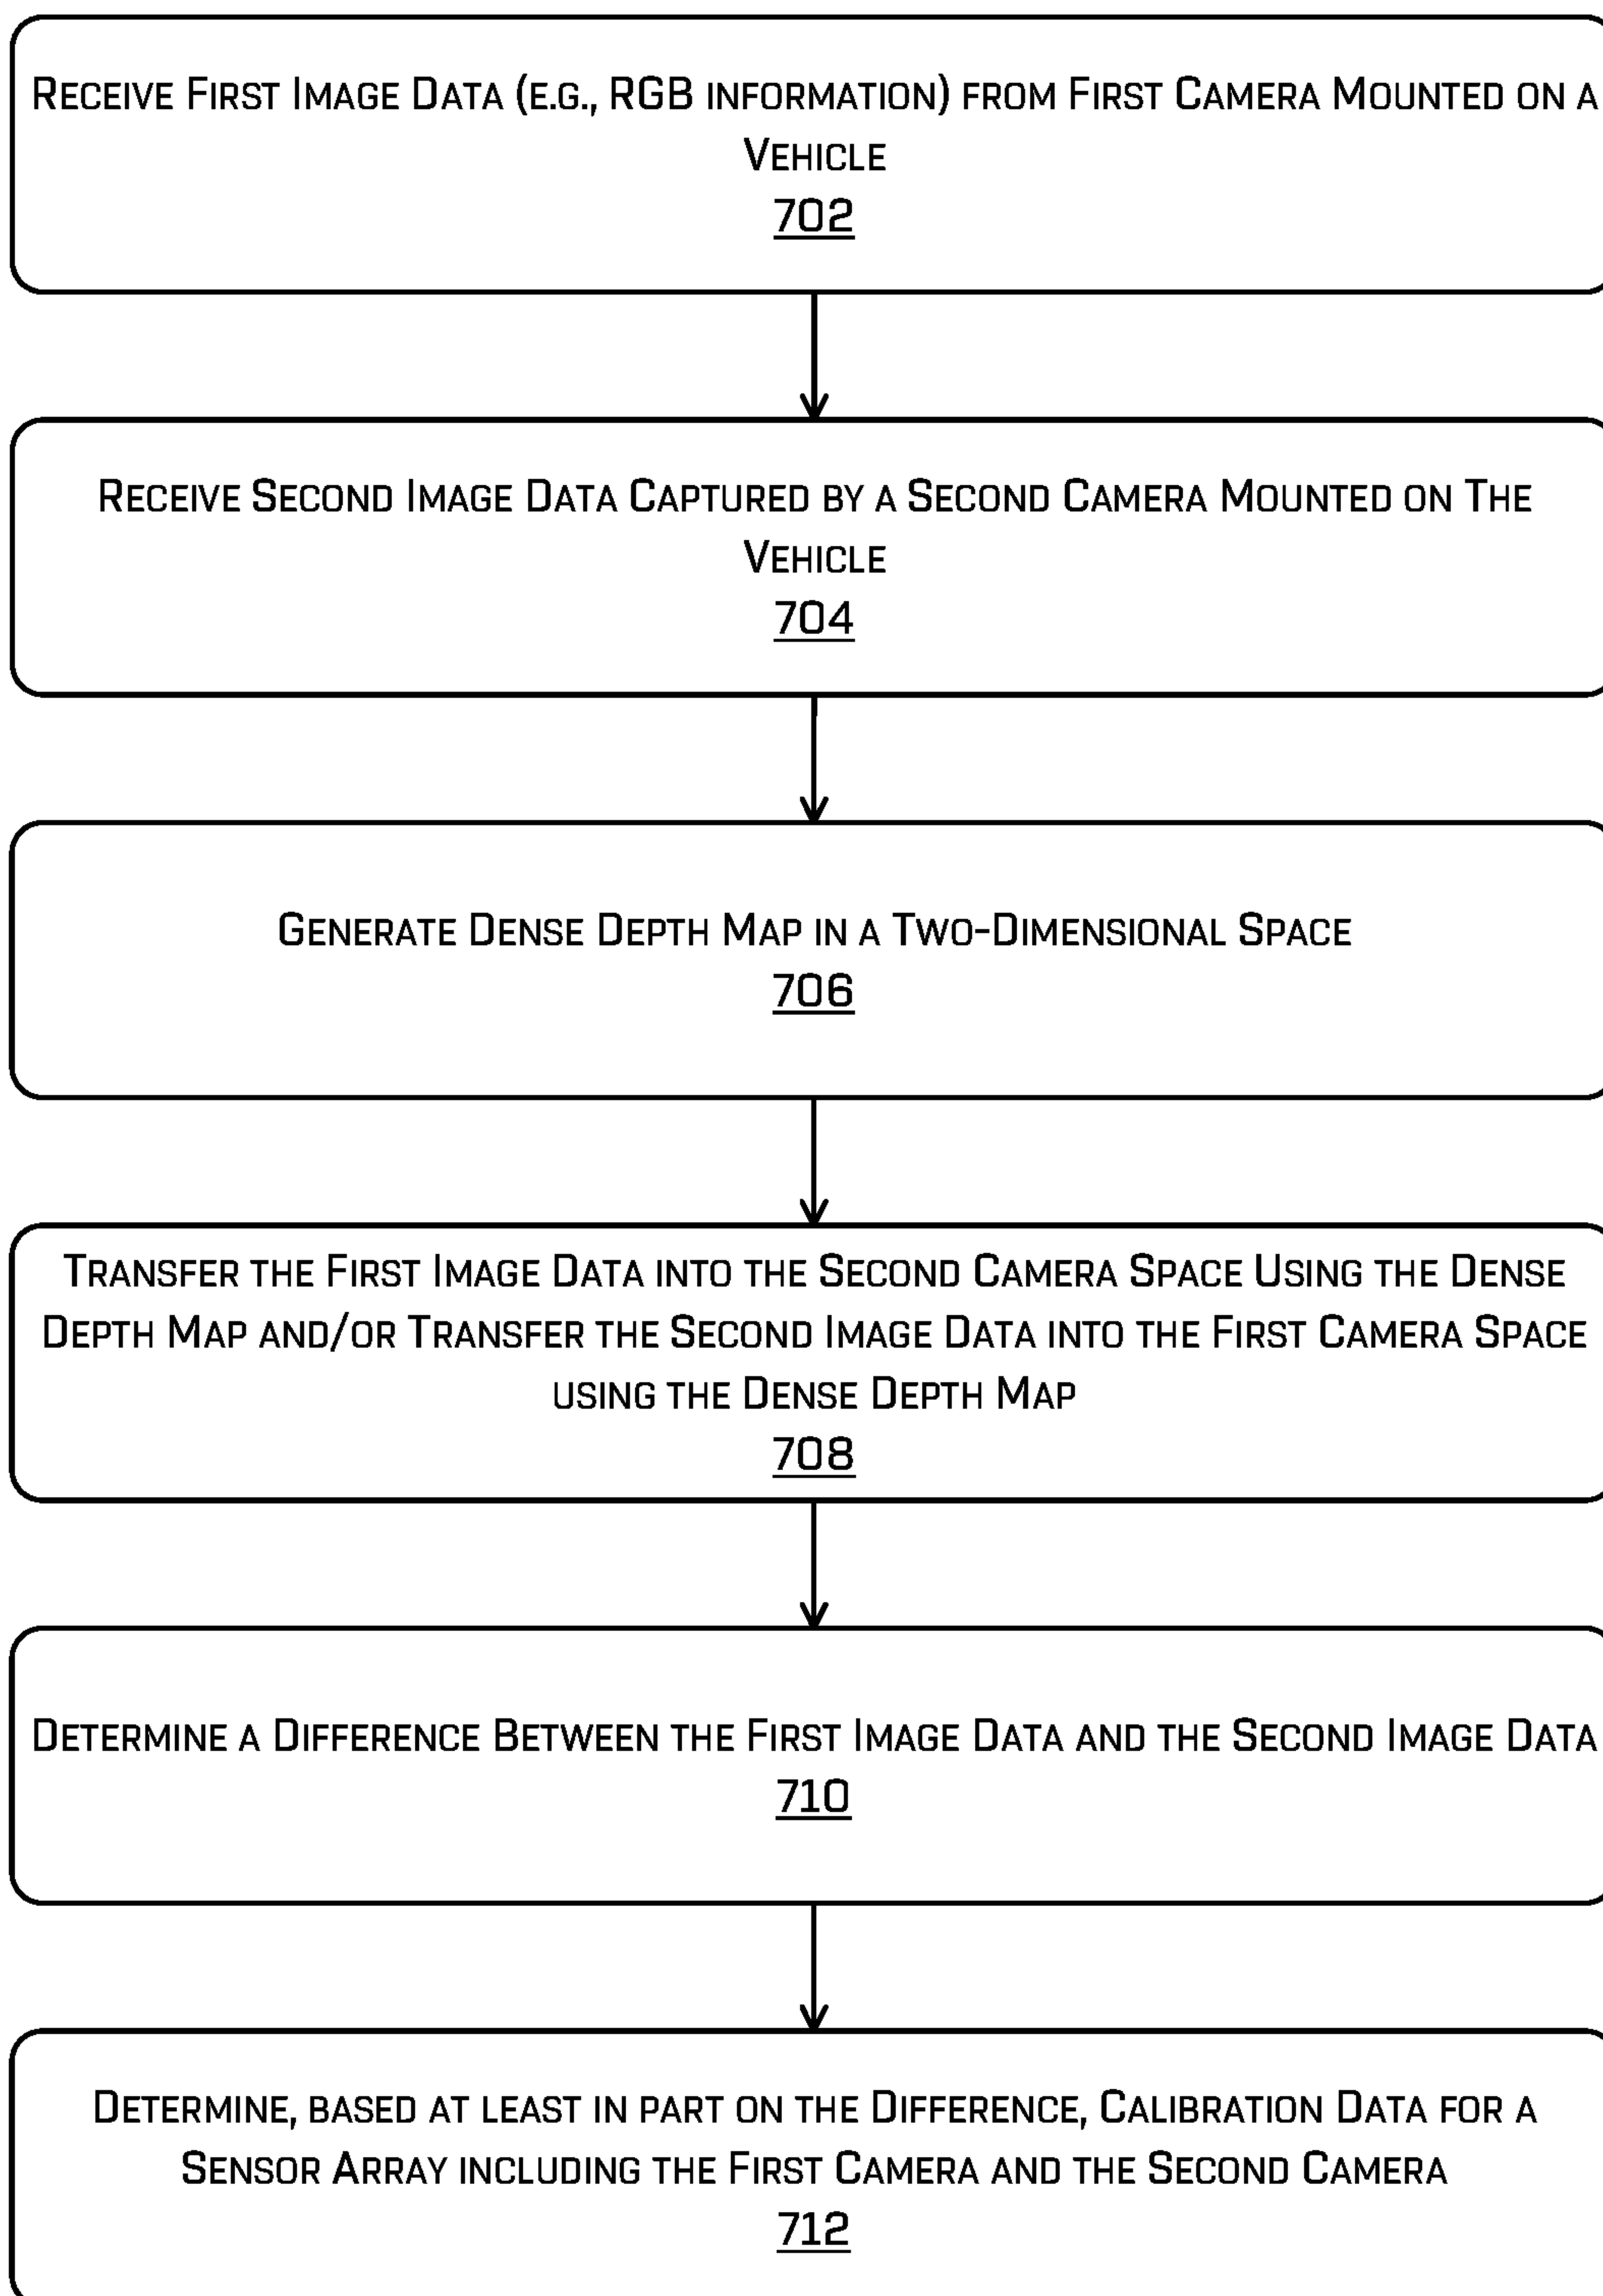 Receive First Image Data (e.g., RGB information) from First Camera Mounted on a
Vehicle
702
Receive Second Image Data Captured by a Second Camera Mounted on The
Vehicle
704
Generate Dense Depth Map in a Two-Dimensional Space
706
Transfer the First Image Data into the Second Camera Space Using the Dense
Depth Map and/or Transfer the Second Image Data into the First Camera Space
using the Dense Depth Map
708
Determine a Difference Between the First Image Data and the Second Image Data
710
Determine, based at least in part on the Difference, Calibration Data for a
Sensor Array including the First Camera and the Second Camera
712